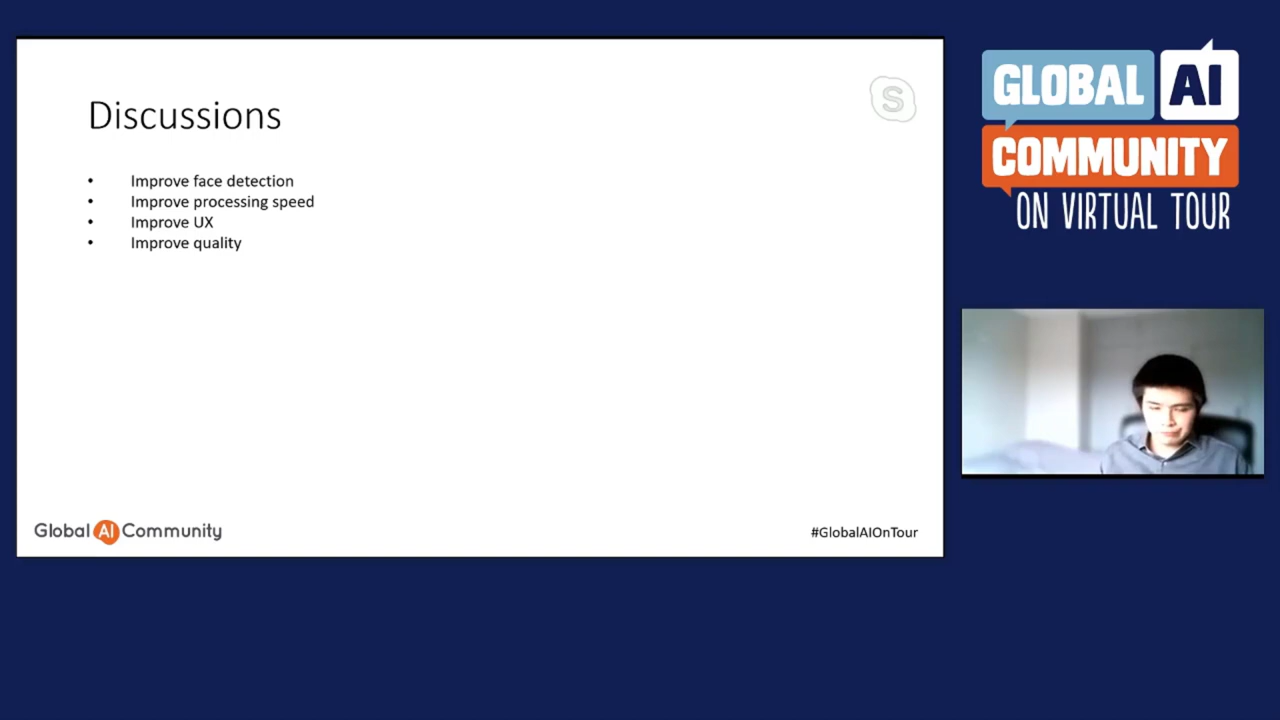 Discussions
• Improve face detection
• Improve processing speed
• Improve UX
• Improve quality
Global AI Community
#GlobalAIOnTour
S
GLOBAL AI
COMMUNITY
ON VIRTUAL TOUR